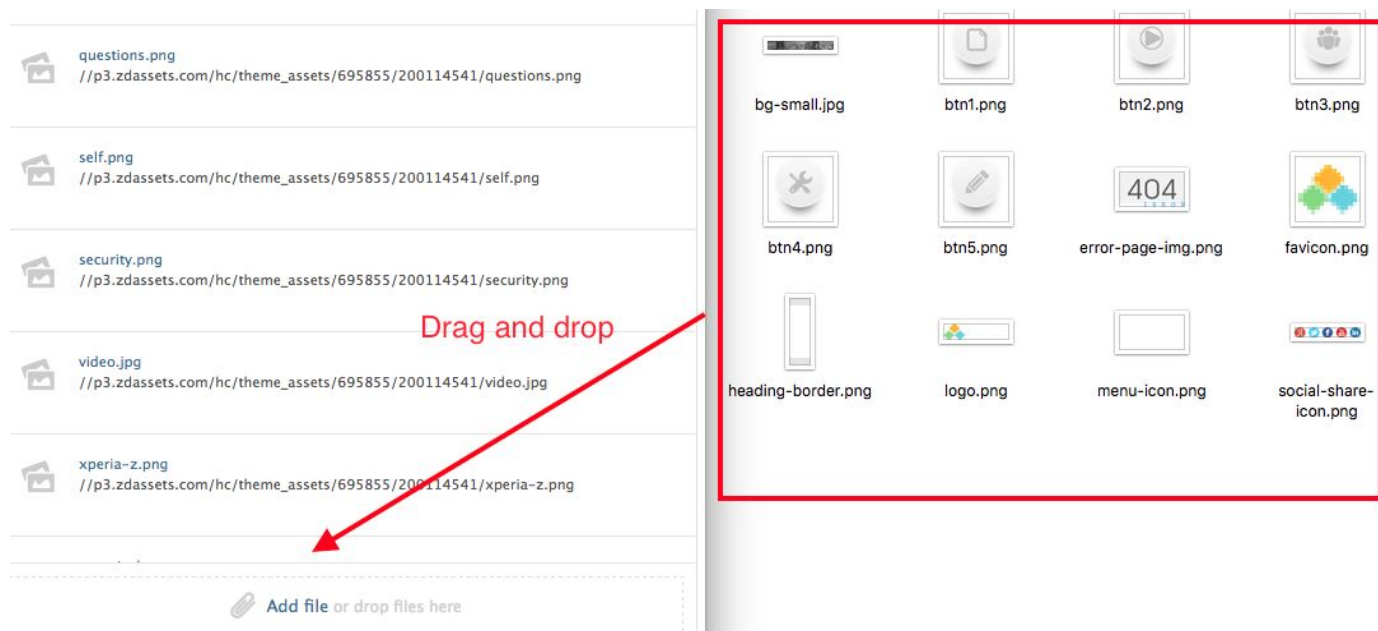 questions.png
//p3.zdassets.com/hc/theme_assets/695855/200114541/questions.png
self.png
//p3.zdassets.com/hc/theme_assets/695855/200114541/self.png
security.png
//p3.zdassets.com/hc/theme_assets/695855/200114541/security.png
Drag and drop
video.jpg
//p3.zdassets.com/hc/theme_assets/695855/200114541/video.jpg
xperia-z.png
//p3.zdassets.com/hc/theme_assets/695855/200114541/xperia-z.png
Add file or drop files here
bg-small.jpg
btn1.png
btn2.png
btn3.png
404
btn4.png
btn5.png
error-page-img.png
favicon.png
heading-border.png
logo.png
menu-icon.png
social-share-
icon.png